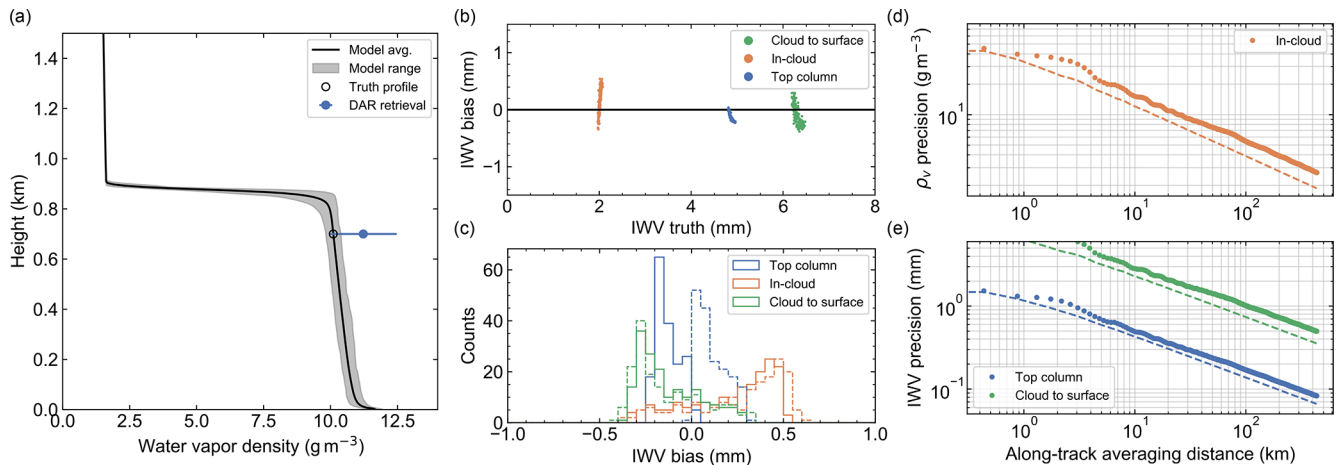 (a)
1.4
1.2
1.0
0.8
0.6
0.4
0.2
0.0
Height (km)
Model avg.
Model range
Truth profile
DAR retrieval
2.5 5.0 7.5 10.0 12.5
Water vapor density (g m⁻³)
(b)
1
0
−1
IWV bias (mm)
Cloud to surface
In-cloud
Top column
0 2 4 6 8
IWV truth (mm)
(c)
60
40
20
0
Counts
Top column
In-cloud
Cloud to surface
−1.0 −0.5 0.0 0.5 1.0
IWV bias (mm)
(d)
In-cloud
10¹
ρᵥ precision (g m⁻³)
10⁰ 10¹ 10²
(e)
10⁰
10⁻¹
IWV precision (mm)
Top column
Cloud to surface
10⁰ 10¹ 10²
Along-track averaging distance (km)